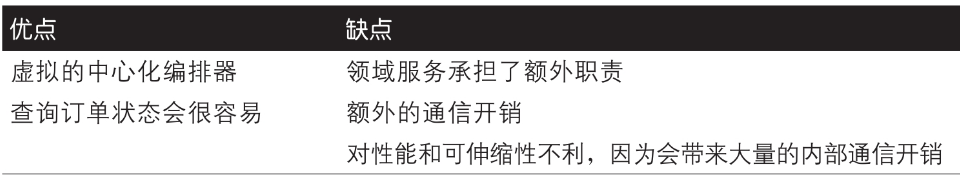 优点 缺点
虚拟的中心化编排器 领域服务承担了额外职责
查询订单状态会很容易 额外的通信开销
对性能和可伸缩性不利，因为会带来大量的内部通信开销